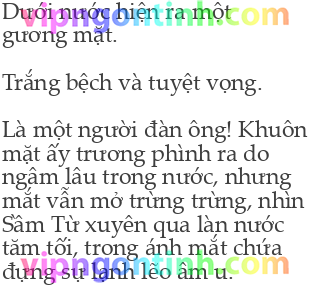 Dưới nước hiện ra một
gương mặt.
Trắng bệch và tuyệt vọng.
Là một người đàn ông! Khuôn
mặt ấy trương phình ra do
ngâm lâu trong nước, nhưng
mắt vẫn mở trừng trừng, nhìn
Sầm Từ xuyên qua làn nước
tăm tối, trong ánh mắt chứa
đựng sự lạnh lẽo âm u.
vipngontinh.com
vipngontinh.com